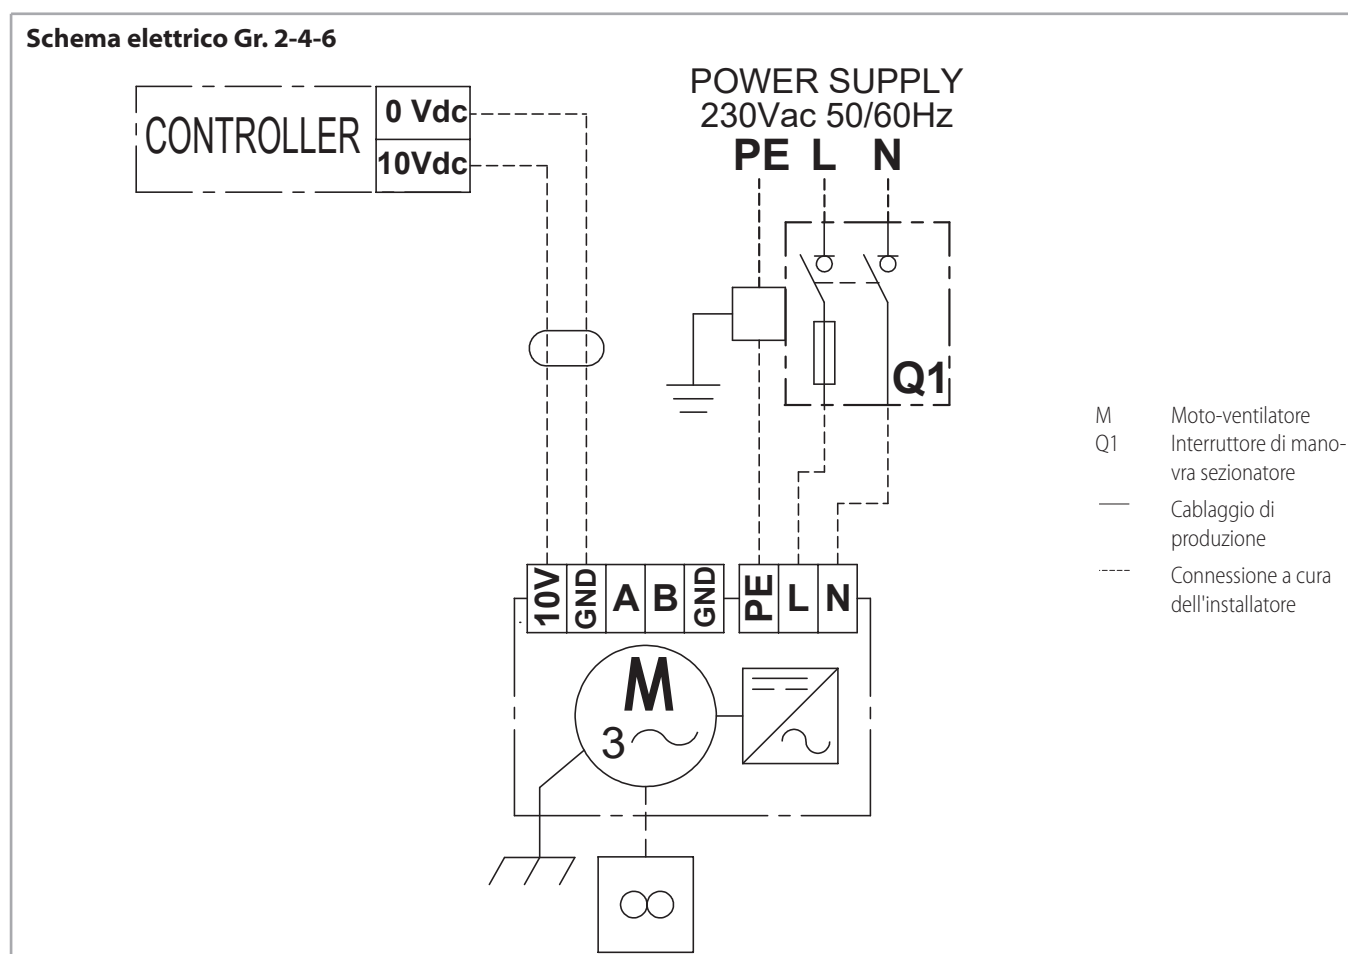 Schema elettrico Gr. 2-4-6
POWER SUPPLY
230Vac 50/60Hz
PE L N
CONTROLLER
0 Vdc
10Vdc
Q1
M Moto-ventilatore
Q1 Interruttore di mano-
vra sezionatore
Cablaggio di
produzione
Connessione a cura
dell'installatore
10V GND A B GND PE L N
M
3